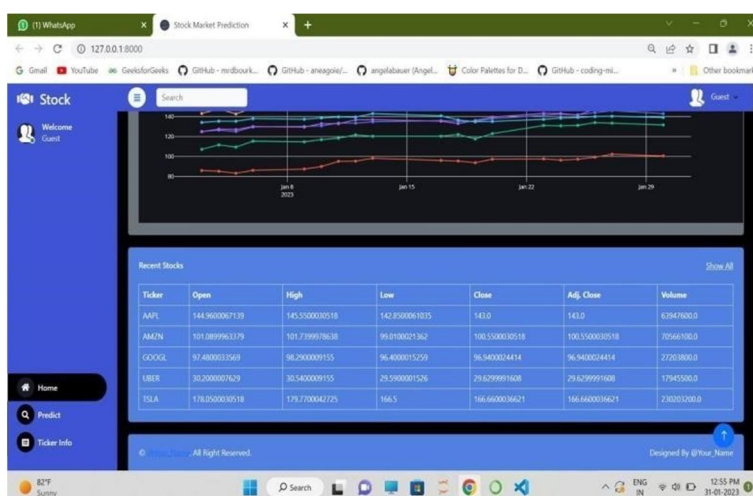 (1) WhatsApp
Stock Market Prediction
127.0.0.1:8000
Gmail
YouTube
GeeksforGeeks
GitHub - mrdbourk...
GitHub - aneagoie/...
angelabauer (Angel...
Color Palettes for D...
GitHub - coding-mi...
Other bookmark
Stock
Search
Guest
Welcome
Guest
140
120
100
80
Jan 8
2023
Jan 15
Jan 22
Jan 29
Recent Stocks
Show All
Ticker Open High Low Close Adj. Close Volume
AAPL 144.9600067139 145.5500030518 142.8500061035 143.0 143.0 63947600.0
AMZN 101.0899963379 101.7399978638 99.0100021362 100.5500030518 100.5500030518 70566100.0
GOOGL 97.4800033569 98.2900009155 96.4000015259 96.9400024414 96.9400024414 27203800.0
UBER 30.2000007629 30.5400009155 29.5900001526 29.6299991608 29.6299991608 17945500.0
TSLA 178.0500030518 179.7700042725 166.5 166.6600036621 166.6600036621 230203200.0
Home
Predict
Ticker Info
© , All Right Reserved.
Designed By @Your_Name
82°F
Sunny
Search
ENG
IN
12:55 PM
31-01-2023